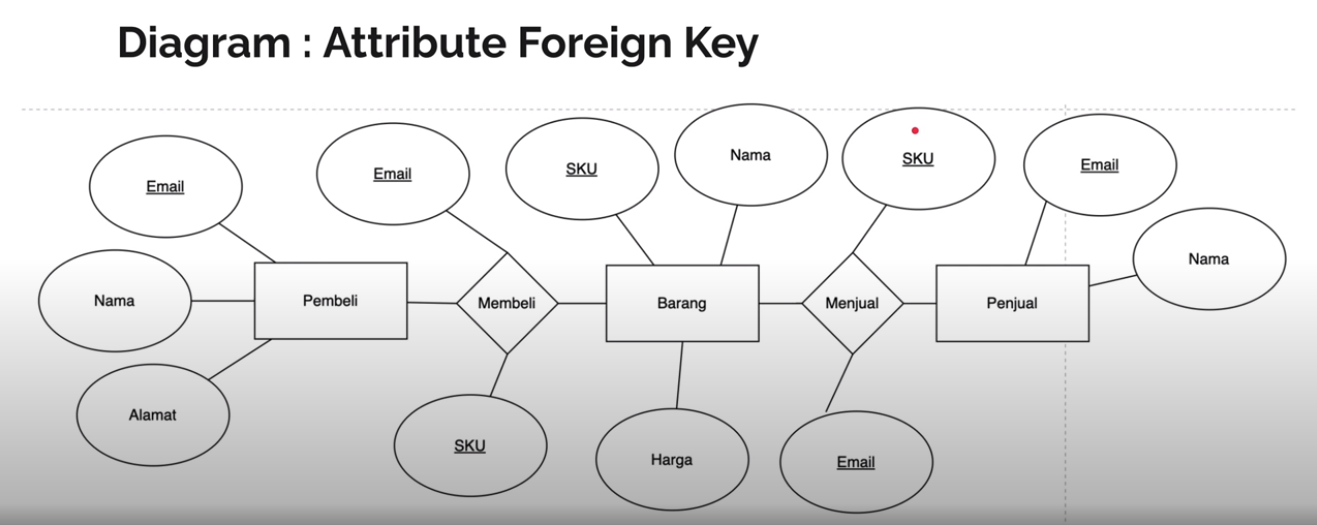 Diagram : Attribute Foreign Key
Email
Email
SKU
Nama
SKU
Email
Nama
Nama
Pembeli
Membeli
Barang
Menjual
Penjual
Alamat
SKU
Harga
Email